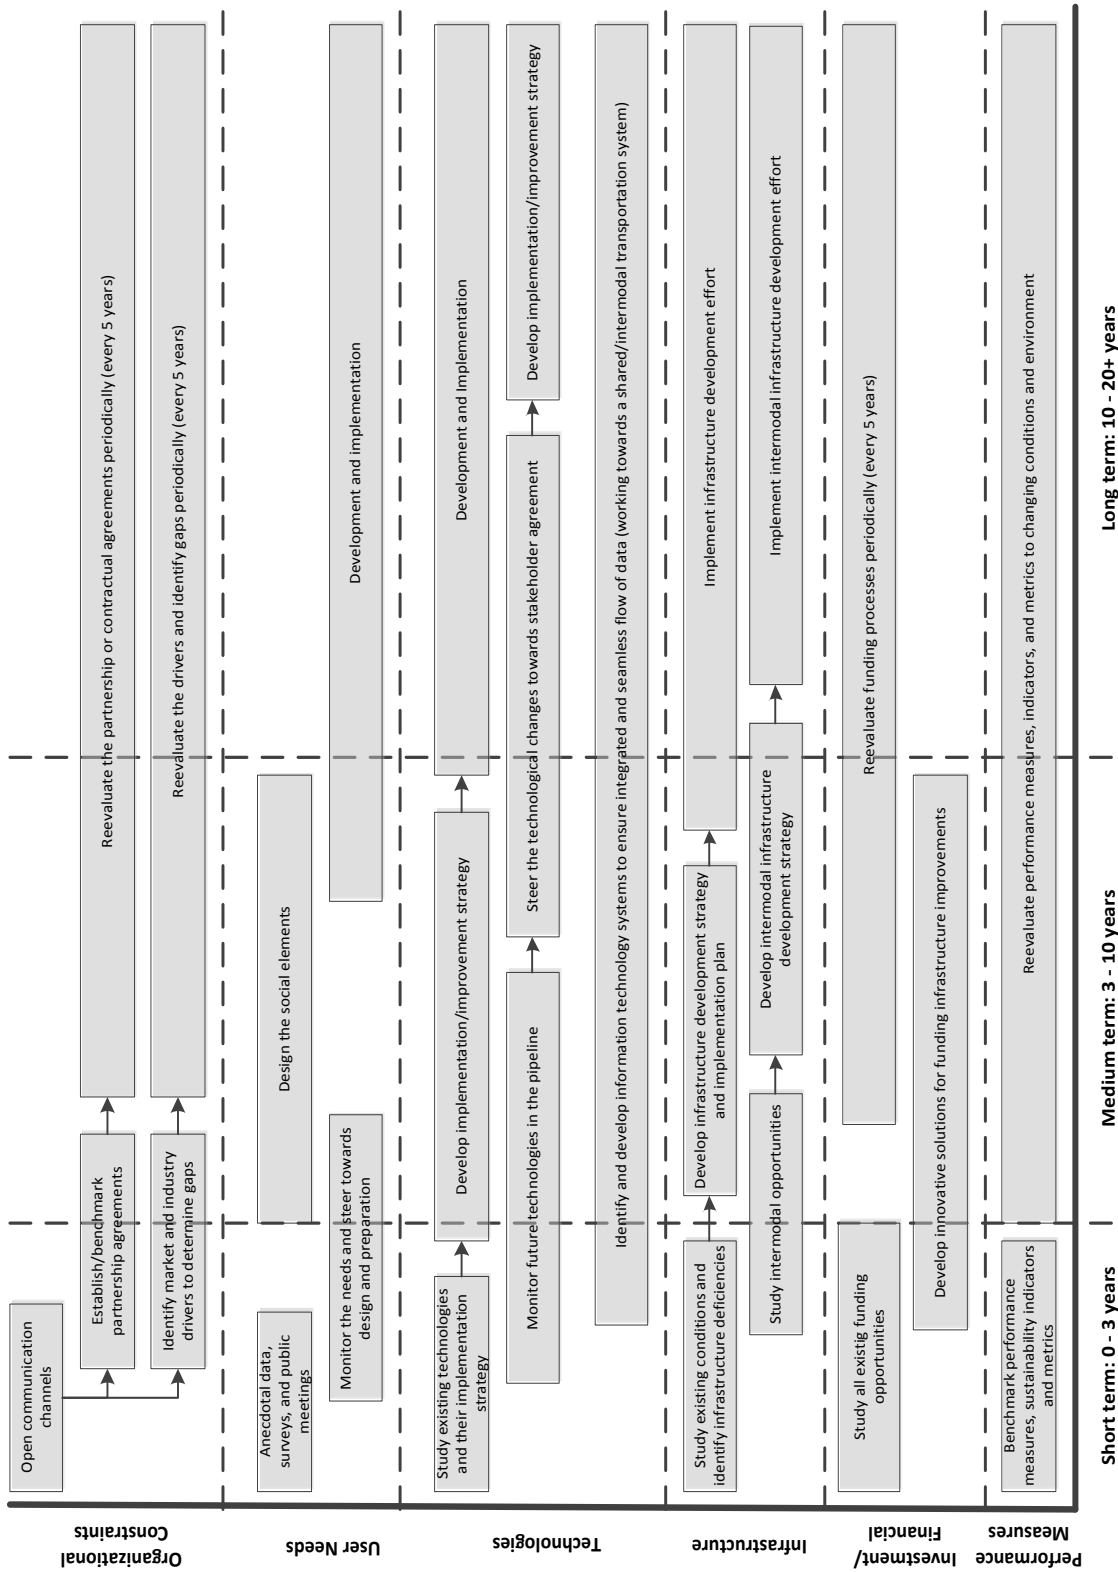 Organizational
Constraints
Open communication
channels
Establish/benchmark
partnership agreements
Reevaluate the partnership or contractual agreements periodically (every 5 years)
Identify market and industry
drivers to determine gaps
Reevaluate the drivers and identify gaps periodically (every 5 years)
User Needs
Anecdotal data,
surveys, and public
meetings
Design the social elements
Monitor the needs and steer towards
design and preparation
Development and implementation
Technologies
Study existing technologies
and their implementation
strategy
Develop implementation/improvement strategy
Development and Implementation
Monitor future technologies in the pipeline
Steer the technological changes towards stakeholder agreement
Develop implementation/improvement strategy
Identify and develop information technology systems to ensure integrated and seamless flow of data (working towards a shared/intermodal transportation system)
Infrastructure
Study existing conditions and
identify infrastructure deficiencies
Develop infrastructure development strategy
and implementation plan
Implement infrastructure development effort
Study intermodal opportunities
Develop intermodal infrastructure
development strategy
Implement intermodal infrastructure development effort
Investment/
Financial
Study all existig funding
opportunities
Reevaluate funding processes periodically (every 5 years)
Develop innovative solutions for funding infrastructure improvements
Performance
Measures
Benchmark performance
measures, sustainability indicators
and metrics
Reevaluate performance measures, indicators, and metrics to changing conditions and environment
Short term: 0 - 3 years
Medium term: 3 - 10 years
Long term: 10 - 20+ years